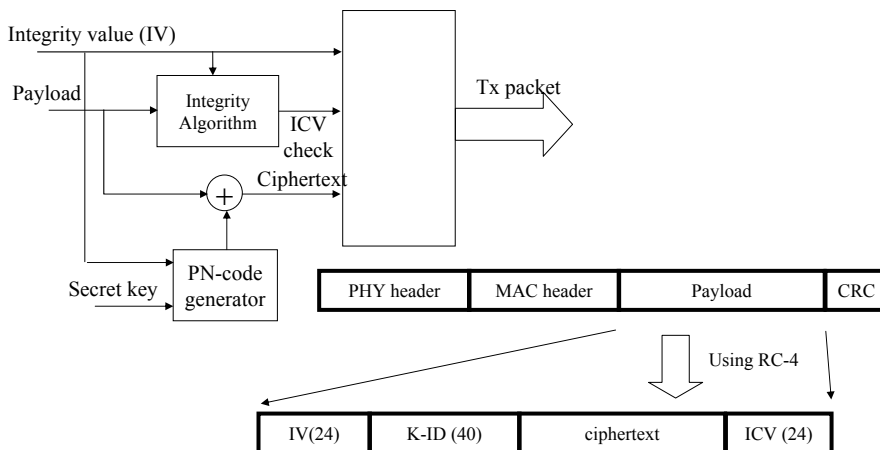 Integrity value (IV)
Payload
Integrity
Algorithm
ICV
check
Tx packet
Ciphertext
+
PN-code
generator
Secret key
PHY header
MAC header
Payload
CRC
Using RC-4
IV(24)
K-ID (40)
ciphertext
ICV (24)